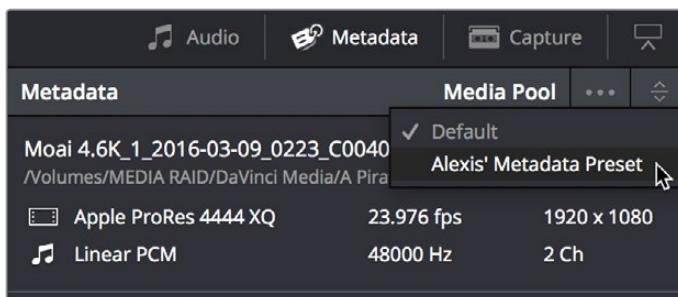 Audio Metadata Capture
Metadata Media Pool
Default
Moai 4.6K_1_2016-03-09_0223_C0040
Alexis' Metadata Preset
/Volumes/MEDIA RAID/DaVinci Media/A Pira
Apple ProRes 4444 XQ 23.976 fps 1920 x 1080
Linear PCM 48000 Hz 2 Ch